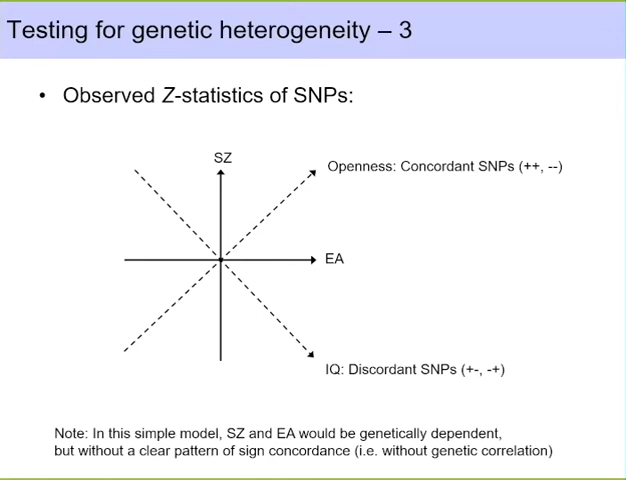 Testing for genetic heterogeneity – 3
• Observed Z-statistics of SNPs:
SZ
Openness: Concordant SNPs (++, --)
EA
IQ: Discordant SNPs (+-, -+)
Note: In this simple model, SZ and EA would be genetically dependent,
but without a clear pattern of sign concordance (i.e. without genetic correlation)